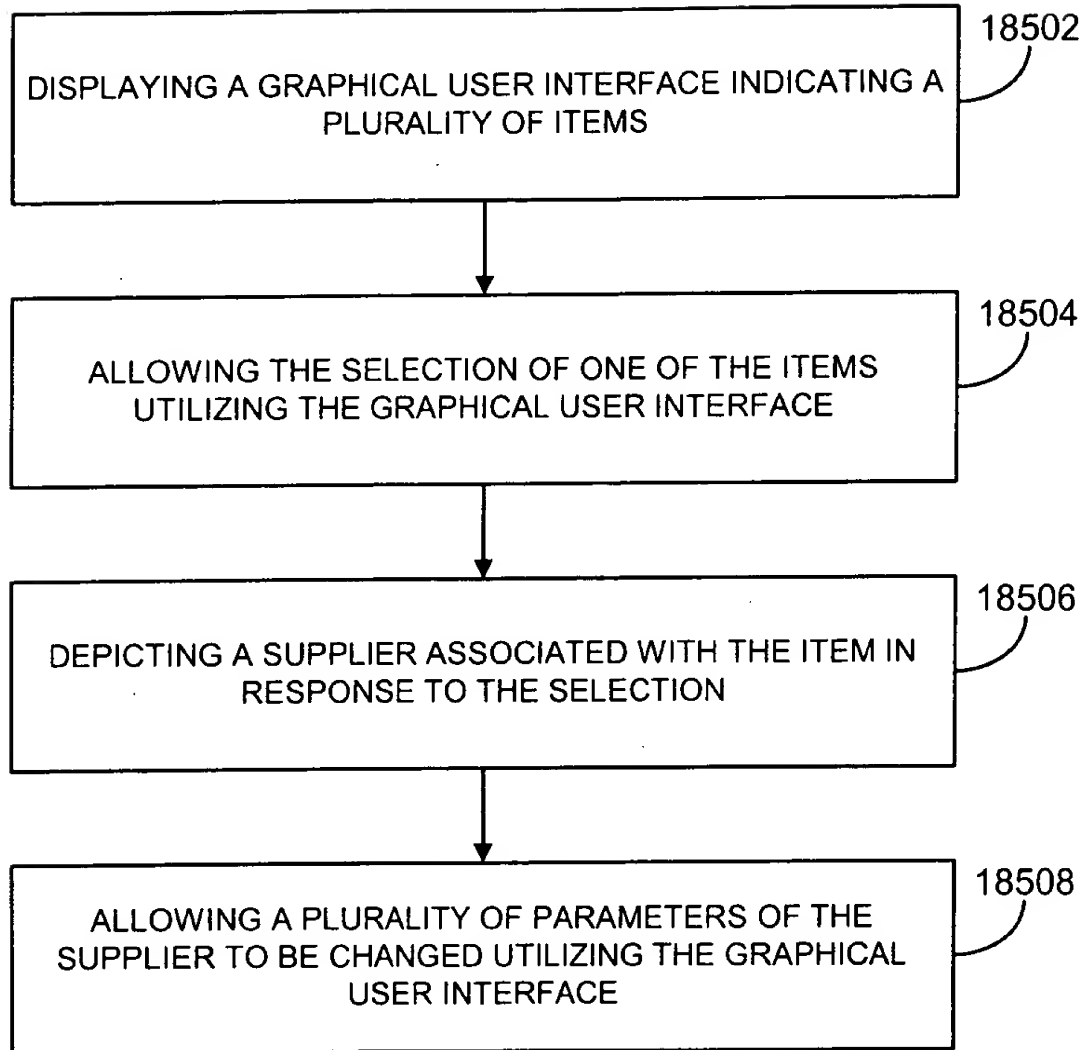 18502
DISPLAYING A GRAPHICAL USER INTERFACE INDICATING A
PLURALITY OF ITEMS
18504
ALLOWING THE SELECTION OF ONE OF THE ITEMS
UTILIZING THE GRAPHICAL USER INTERFACE
18506
DEPICTING A SUPPLIER ASSOCIATED WITH THE ITEM IN
RESPONSE TO THE SELECTION
18508
ALLOWING A PLURALITY OF PARAMETERS OF THE
SUPPLIER TO BE CHANGED UTILIZING THE GRAPHICAL
USER INTERFACE